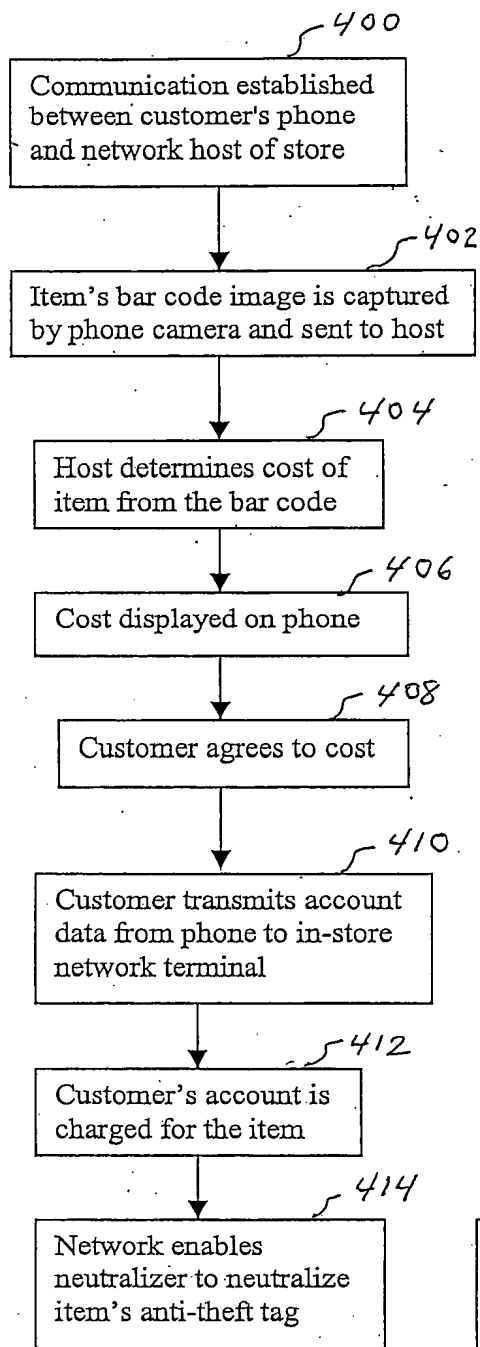 400
Communication established
between customer's phone
and network host of store
402
Item's bar code image is captured
by phone camera and sent to host
404
Host determines cost of
item from the bar code
406
Cost displayed on phone
408
Customer agrees to cost
410
Customer transmits account
data from phone to in-store
network terminal
412
Customer's account is
charged for the item
414
Network enables
neutralizer to neutralize
item's anti-theft tag